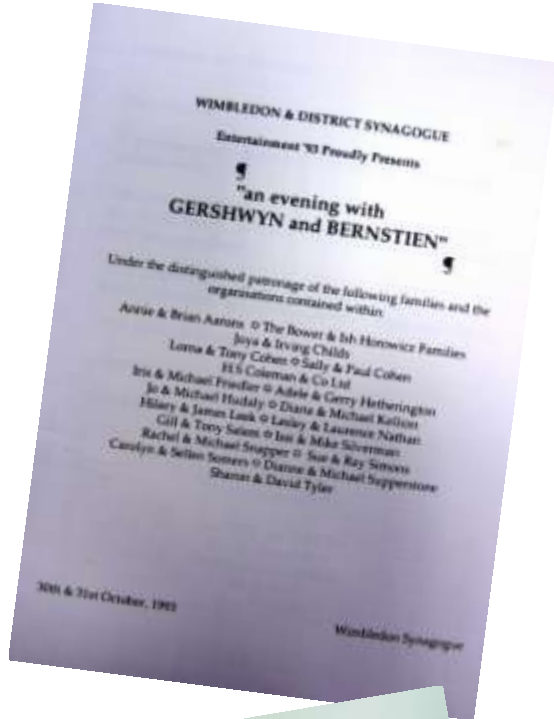 WIMBLEDON & DISTRICT SYNAGOGUE
Entertainment '93 Proudly Presents
¶
"an evening with
GERSHWYN and BERNSTIEN"
¶
Under the distinguished patronage of the following families and the
organisations contained within:
Annie & Brian Aarons ✡ The Bower & Ish Horowicz Families
Joya & Irving Childs
Lorna & Tony Cohen ✡ Sally & Paul Cohen
H.S Coleman & Co Ltd
Iris & Michael Friedler ✡ Adele & Gerry Hetherington
Jo & Michael ✡ Diana & Michael Kelion
Hilary & James Lask ✡ Lesley & Laurence Nathan
Gill & Tony Salem ✡ & Mike Silverman
Rachel & Michael Snapper ✡ Sue & Ray Simons
Carolyn & Somers ✡ Dianne & Michael Supperstone
Sharon & David Tyler
30th & 31st October, 1993
Wimbledon Synagogue